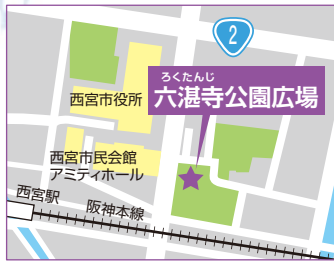 2
ろくたんじ
六湛寺公園広場
西宮市役所
西宮市民会館
アミティホール
西宮駅
阪神本線